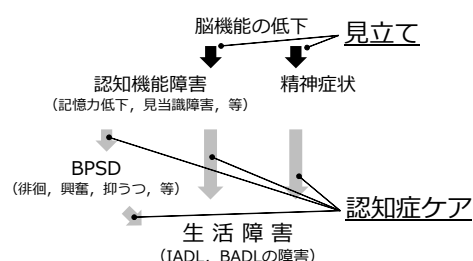 脳機能の低下
見立て
認知機能障害
精神症状
（記憶力低下，見当識障害，等）
BPSD
（徘徊，興奮，抑うつ，等）
認知症ケア
生 活 障 害
（IADL，BADLの障害）